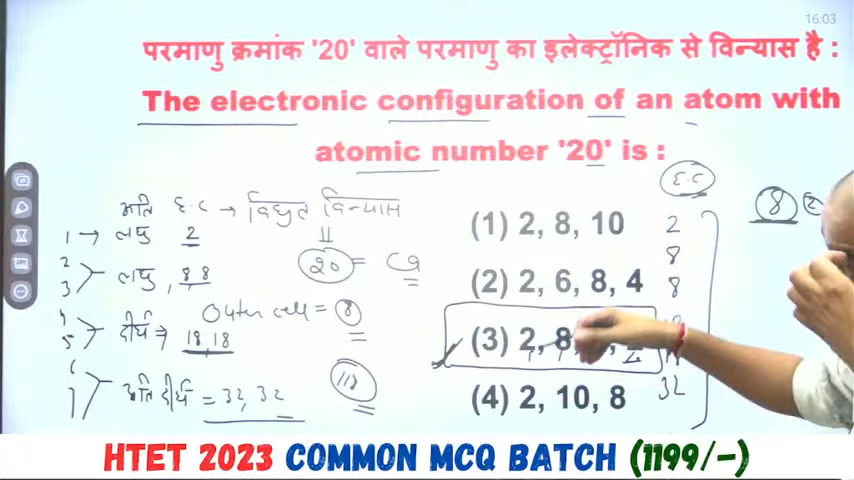 16:03
परमाणु क्रमांक '20' वाले परमाणु का इलेक्ट्रॉनिक से विन्यास है :
The electronic configuration of an atom with
atomic number '20' is :
E.C
8
अति E.C → विद्युत विन्यास
1 → लघु 2
2
3 लघु, 8 8
20 = Ca
Outer cell = 8
4
5 दीर्घ ⇒ 18, 18
6
7 अति दीर्घ = 32, 32
118
(1) 2, 8, 10
(2) 2, 6, 8, 4
(3) 2, 8,
(4) 2, 10, 8
2
8
8
32
HTET 2023 COMMON MCQ BATCH (1199/-)